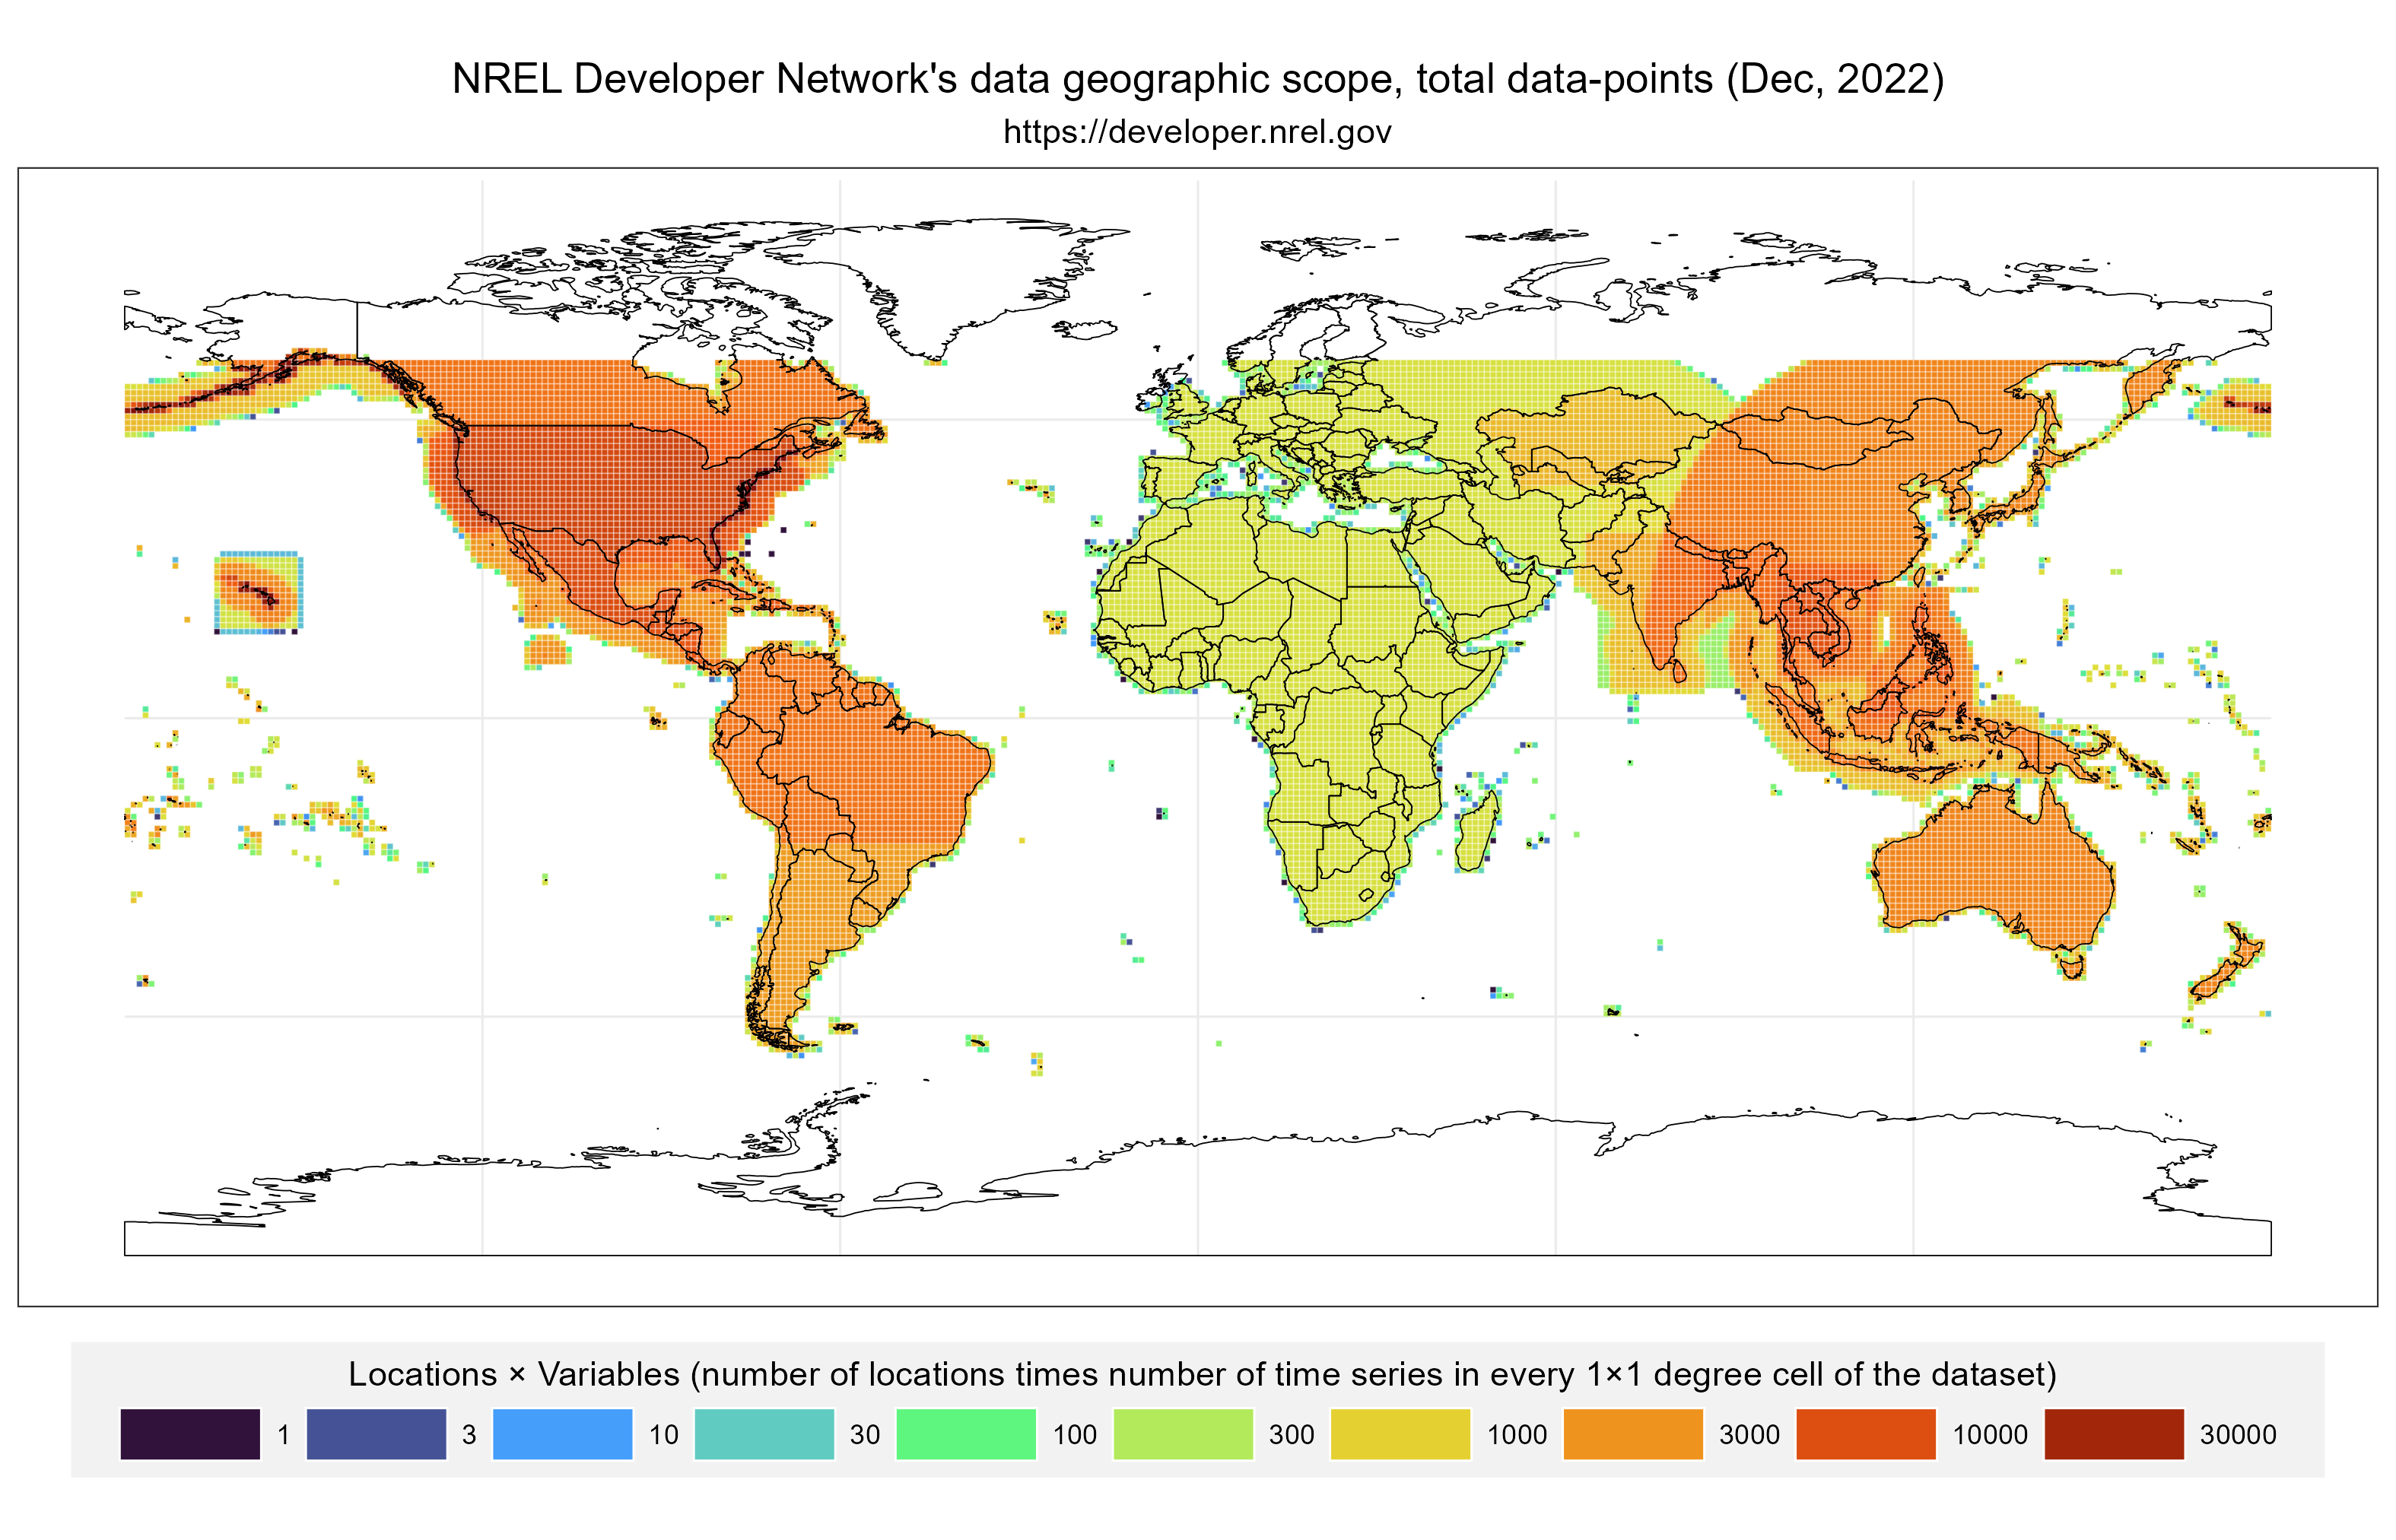 NREL Developer Network's data geographic scope, total data-points (Dec, 2022)
https://developer.nrel.gov
Locations × Variables (number of locations times number of time series in every 1×1 degree cell of the dataset)
1 3 10 30 100 300 1000 3000 10000 30000